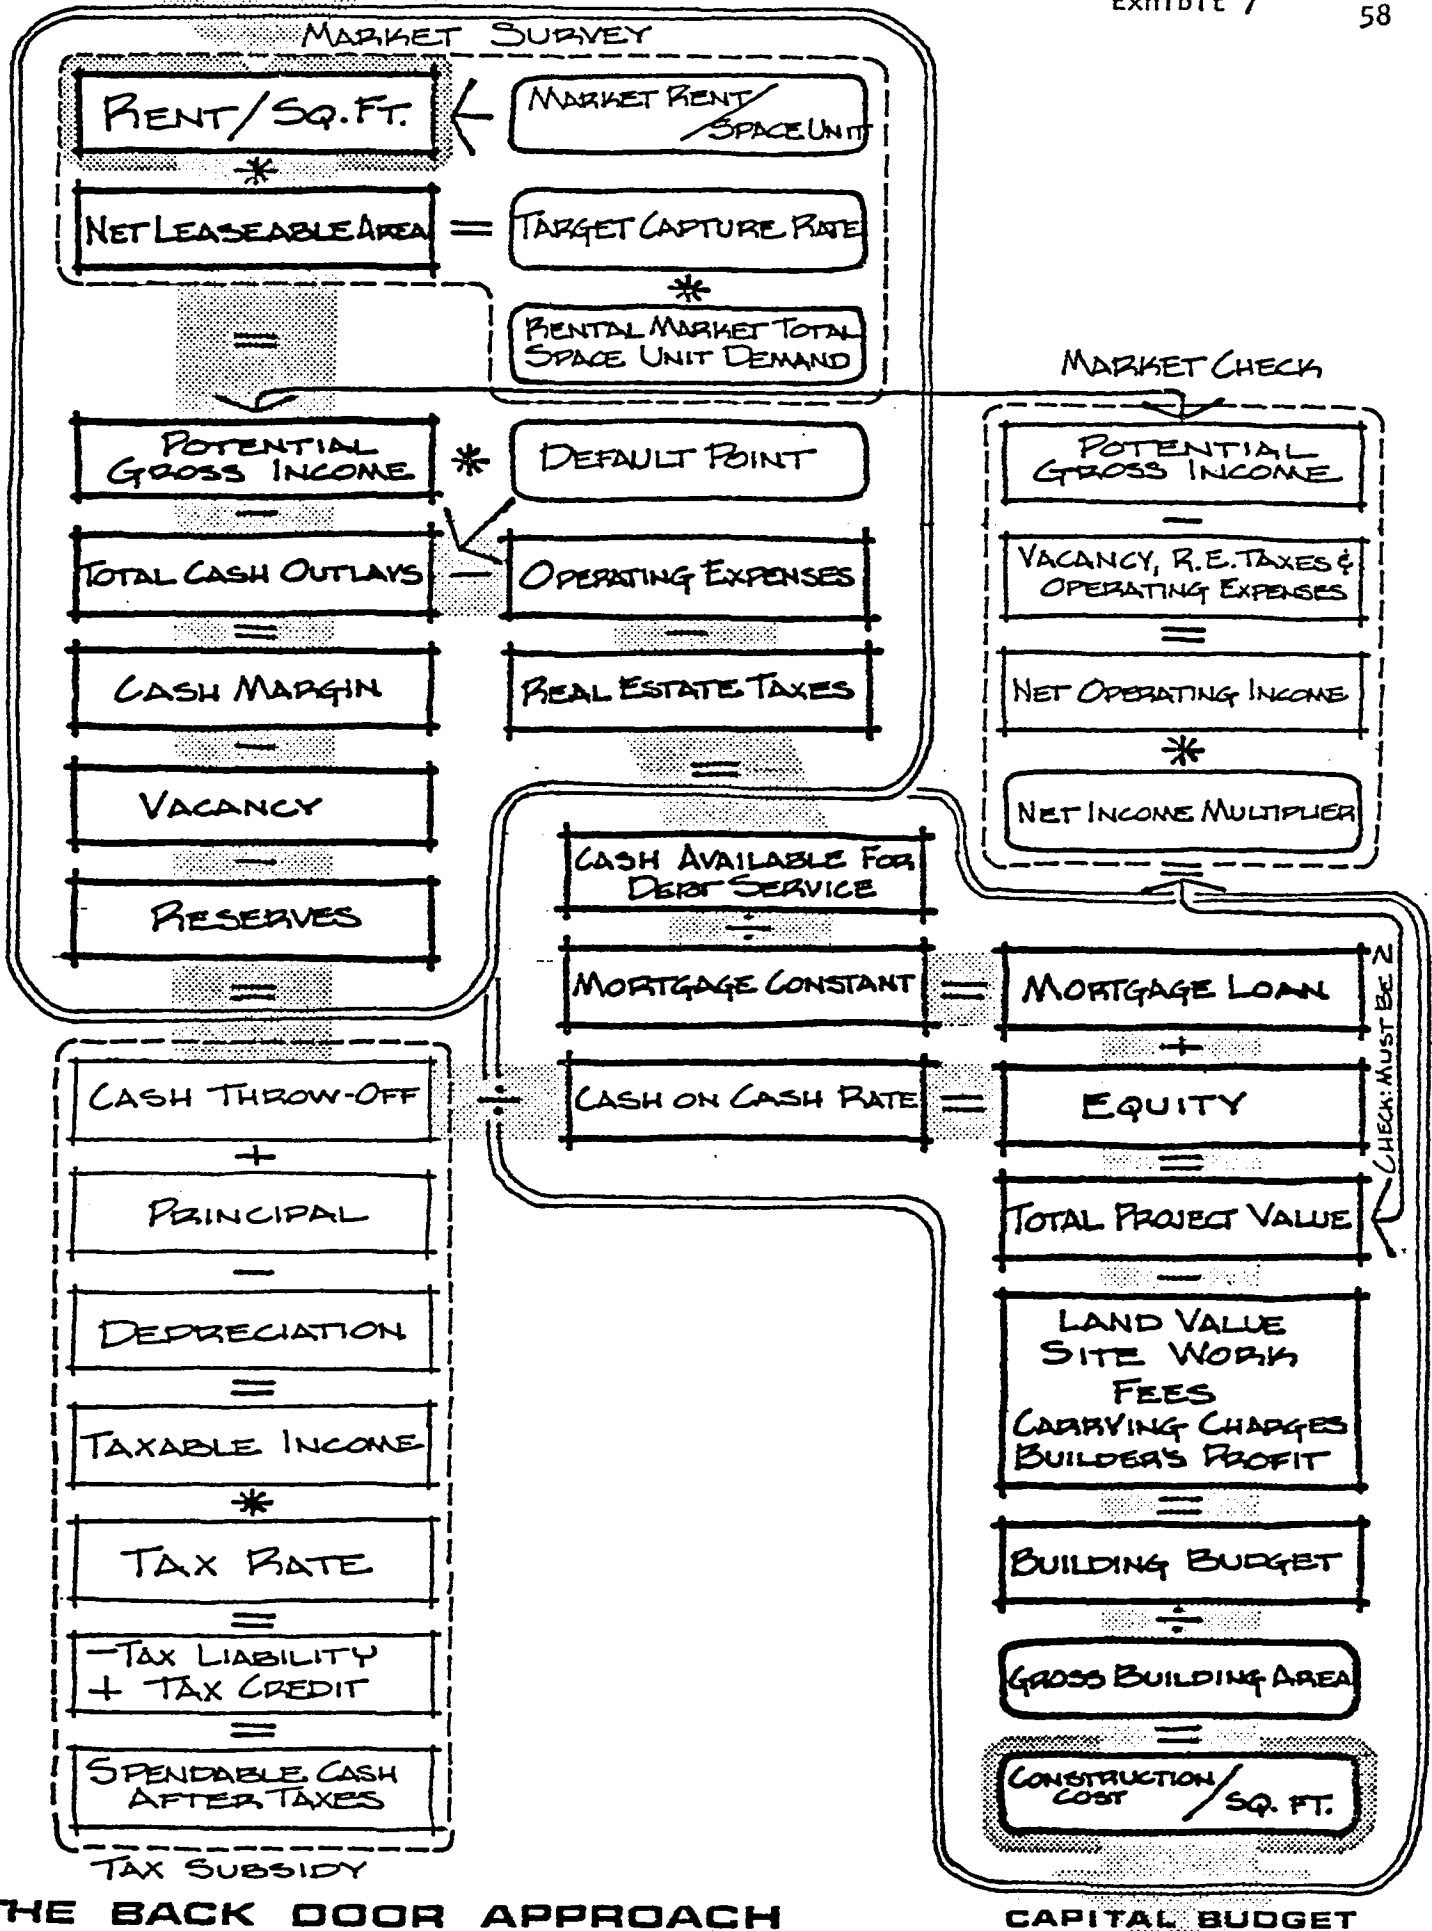 Exhibit 7
58
MARKET SURVEY
RENT/SQ.FT.
MARKET RENT/
SPACE UNIT
*
NET LEASEABLE AREA
=
TARGET CAPTURE RATE
*
RENTAL MARKET TOTAL
SPACE UNIT DEMAND
=
POTENTIAL
GROSS INCOME
*
DEFAULT POINT
-
TOTAL CASH OUTLAYS
-
OPERATING EXPENSES
=
-
CASH MARGIN
REAL ESTATE TAXES
-
=
VACANCY
-
RESERVES
=
MARKET CHECK
POTENTIAL
GROSS INCOME
-
VACANCY, R.E. TAXES &
OPERATING EXPENSES
=
NET OPERATING INCOME
*
NET INCOME MULTIPLIER
=
CASH AVAILABLE FOR
DEBT SERVICE
÷
MORTGAGE CONSTANT
=
MORTGAGE LOAN
+
CASH THROW-OFF
÷
CASH ON CASH RATE
=
EQUITY
=
TOTAL PROJECT VALUE
CHECK: MUST BE
-
LAND VALUE
SITE WORK
FEES
CARRYING CHARGES
BUILDER'S PROFIT
=
BUILDING BUDGET
÷
GROSS BUILDING AREA
=
CONSTRUCTION
COST
/SQ. FT.
+
PRINCIPAL
-
DEPRECIATION
=
TAXABLE INCOME
*
TAX RATE
=
-TAX LIABILITY
+ TAX CREDIT
=
SPENDABLE CASH
AFTER TAXES
TAX SUBSIDY
THE BACK DOOR APPROACH
CAPITAL BUDGET